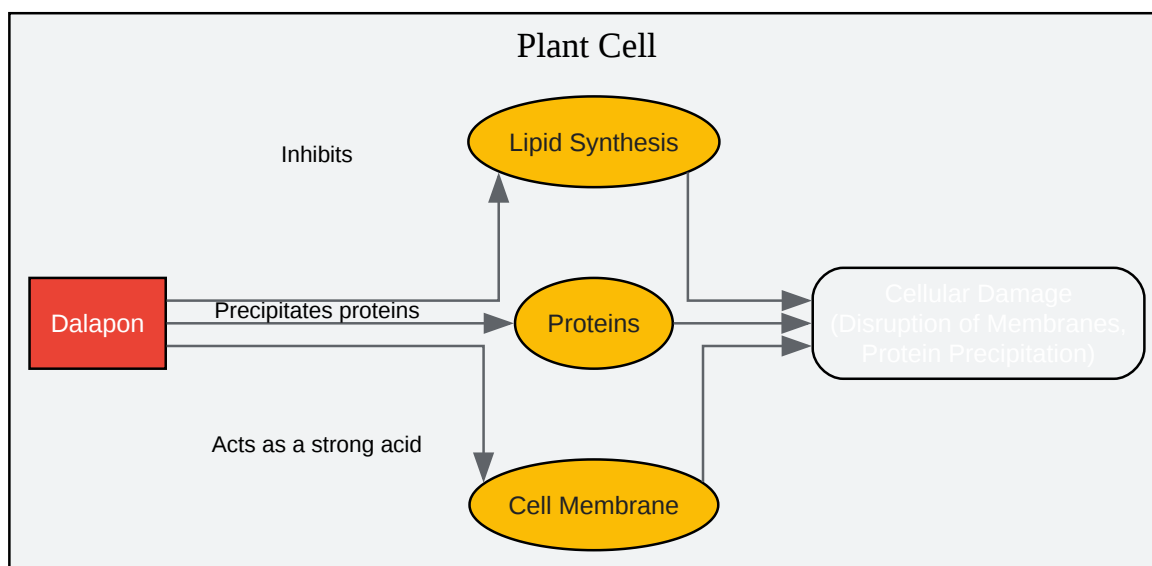 Plant Cell
Lipid Synthesis
Inhibits
Dalapon
Precipitates proteins
Proteins
Cellular Damage
(Disruption of Membranes,
Protein Precipitation)
Acts as a strong acid
Cell Membrane